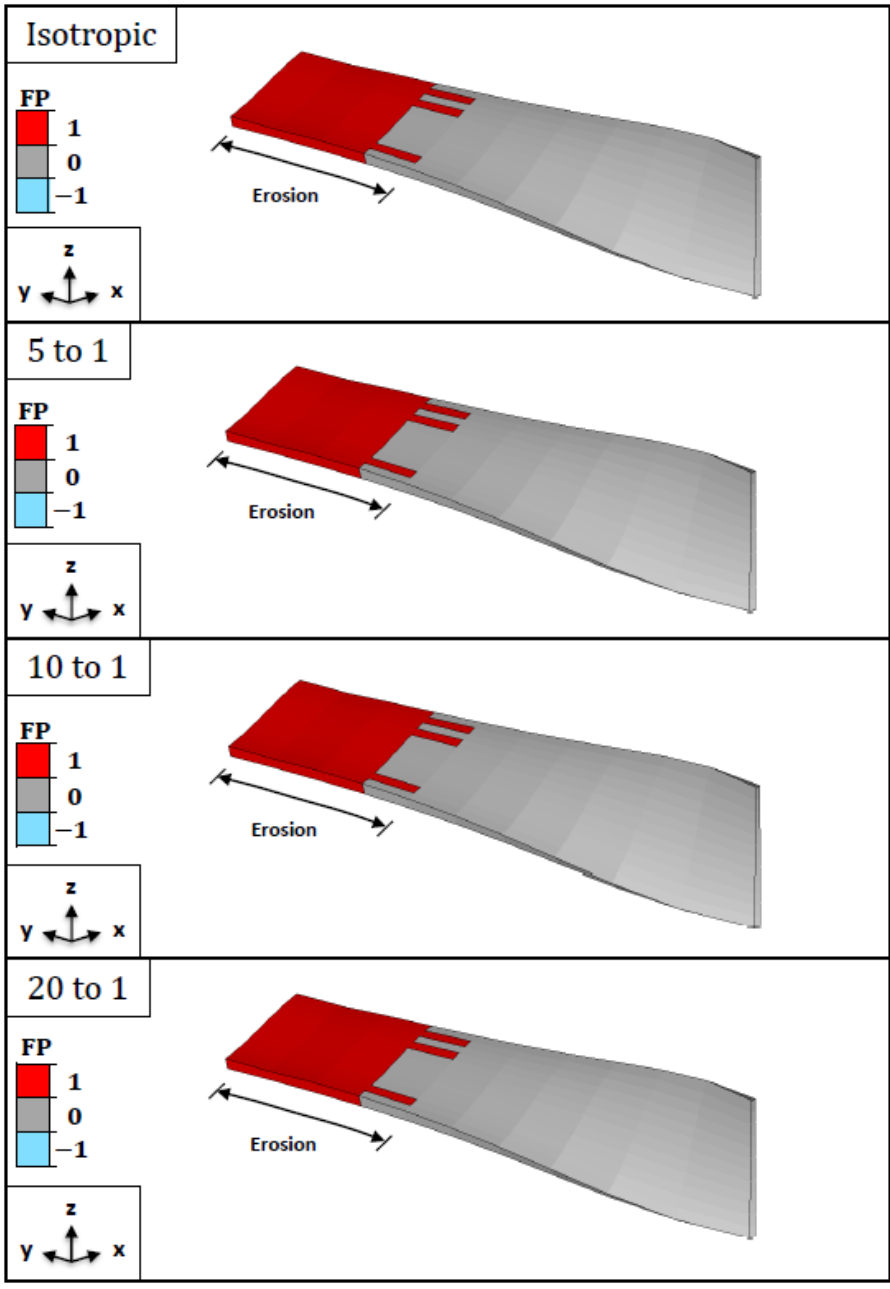 Isotropic
FP
1
0
−1
Erosion
z
y x
5 to 1
FP
1
0
−1
Erosion
z
y x
10 to 1
FP
1
0
−1
Erosion
z
y x
20 to 1
FP
1
0
−1
Erosion
z
y x